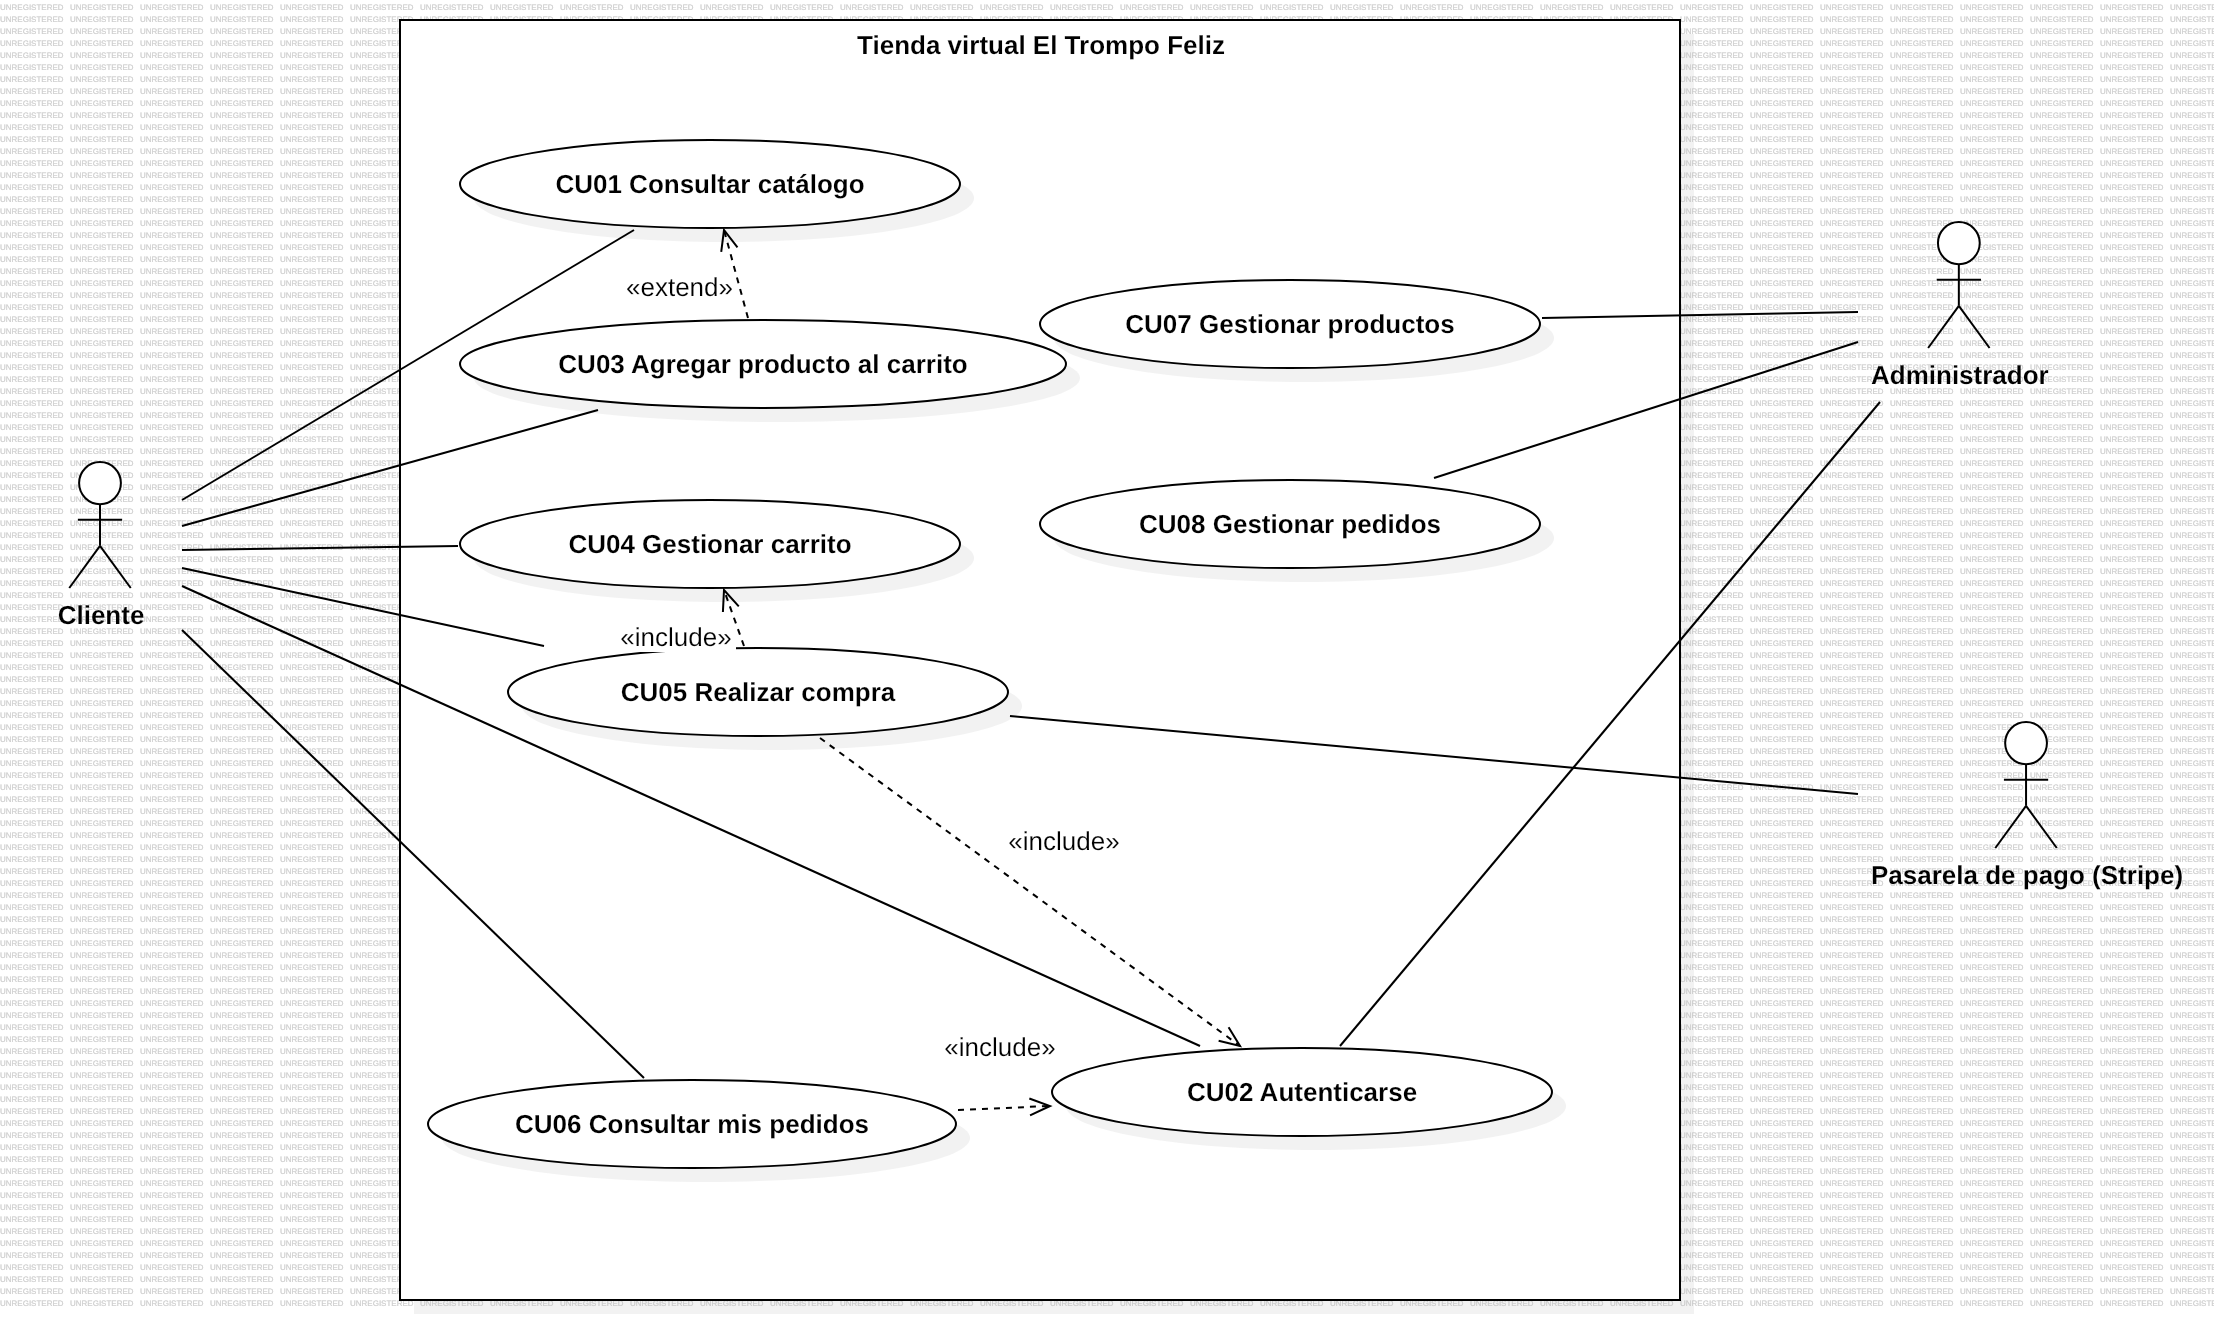 Tienda virtual El Trompo Feliz
CU01 Consultar catálogo
«extend»
CU07 Gestionar productos
CU03 Agregar producto al carrito
Administrador
CU04 Gestionar carrito
CU08 Gestionar pedidos
Cliente
«include»
CU05 Realizar compra
«include»
Pasarela de pago (Stripe)
«include»
CU02 Autenticarse
CU06 Consultar mis pedidos
UNREGISTERED